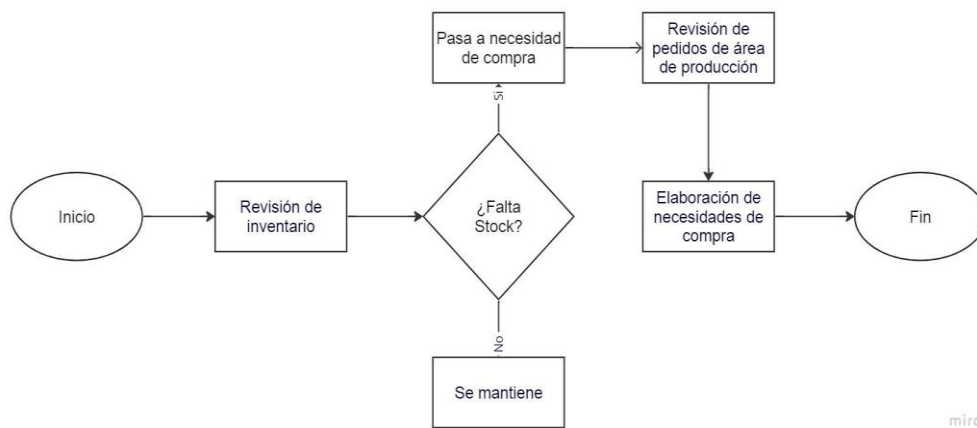 Pasa a necesidad
de compra
Revisión de
pedidos de área
de producción
Si
Inicio
Revisión de
inventario
¿Falta
Stock?
Elaboración de
necesidades de
compra
Fin
No
Se mantiene
miro